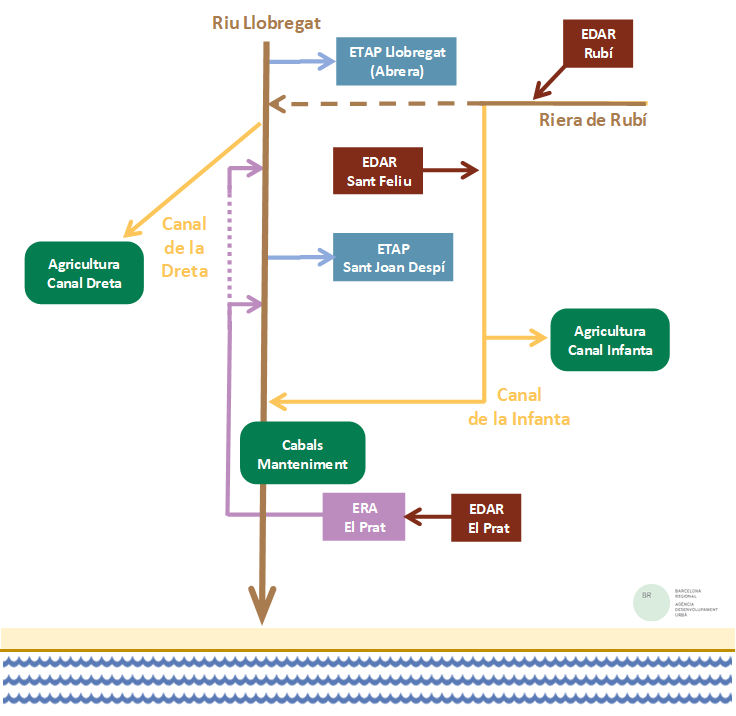 Riu Llobregat
ETAP Llobregat
(Abrera)
EDAR
Rubí
Riera de Rubí
EDAR
Sant Feliu
Canal
de la
Dreta
ETAP
Sant Joan Despí
Agricultura
Canal Dreta
Agricultura
Canal Infanta
Canal
de la Infanta
Cabals
Manteniment
ERA
El Prat
EDAR
El Prat
BR
BARCELONA
REGIONAL
AGÈNCIA
DESENVOLUPAMENT
URBÀ